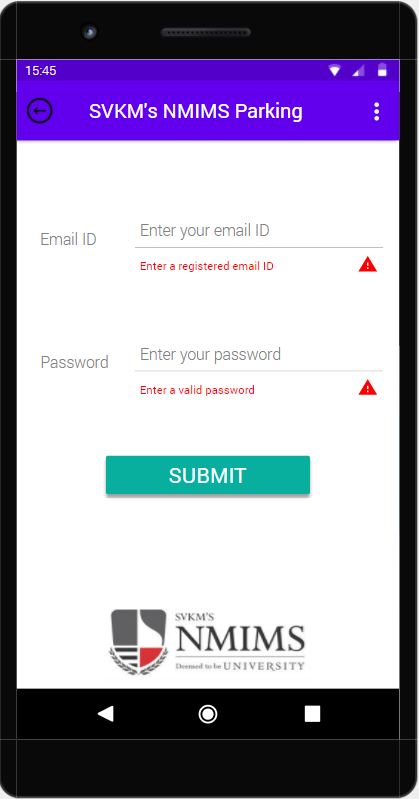 15:45
SVKM's NMIMS Parking
Email ID
Enter your email ID
Enter a registered email ID
Password
Enter your password
Enter a valid password
SUBMIT
SVKM'S
NMIMS
Deemed to be UNIVERSITY